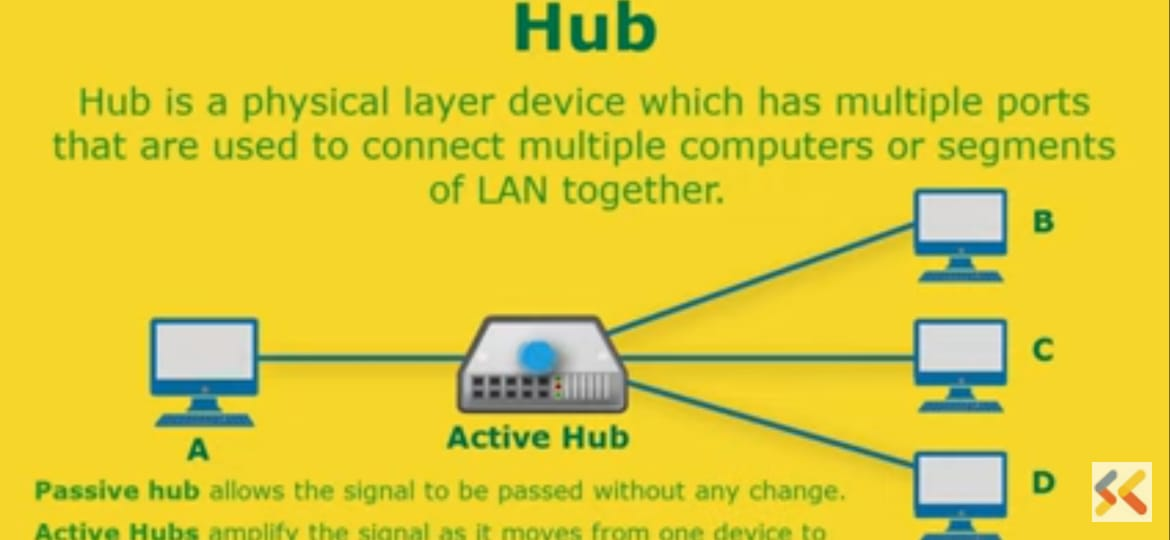 Hub
Hub is a physical layer device which has multiple ports
that are used to connect multiple computers or segments
of LAN together.
B
C
A
Active Hub
D
Passive hub allows the signal to be passed without any change.
Active Hubs amplify the signal as it moves from one device to